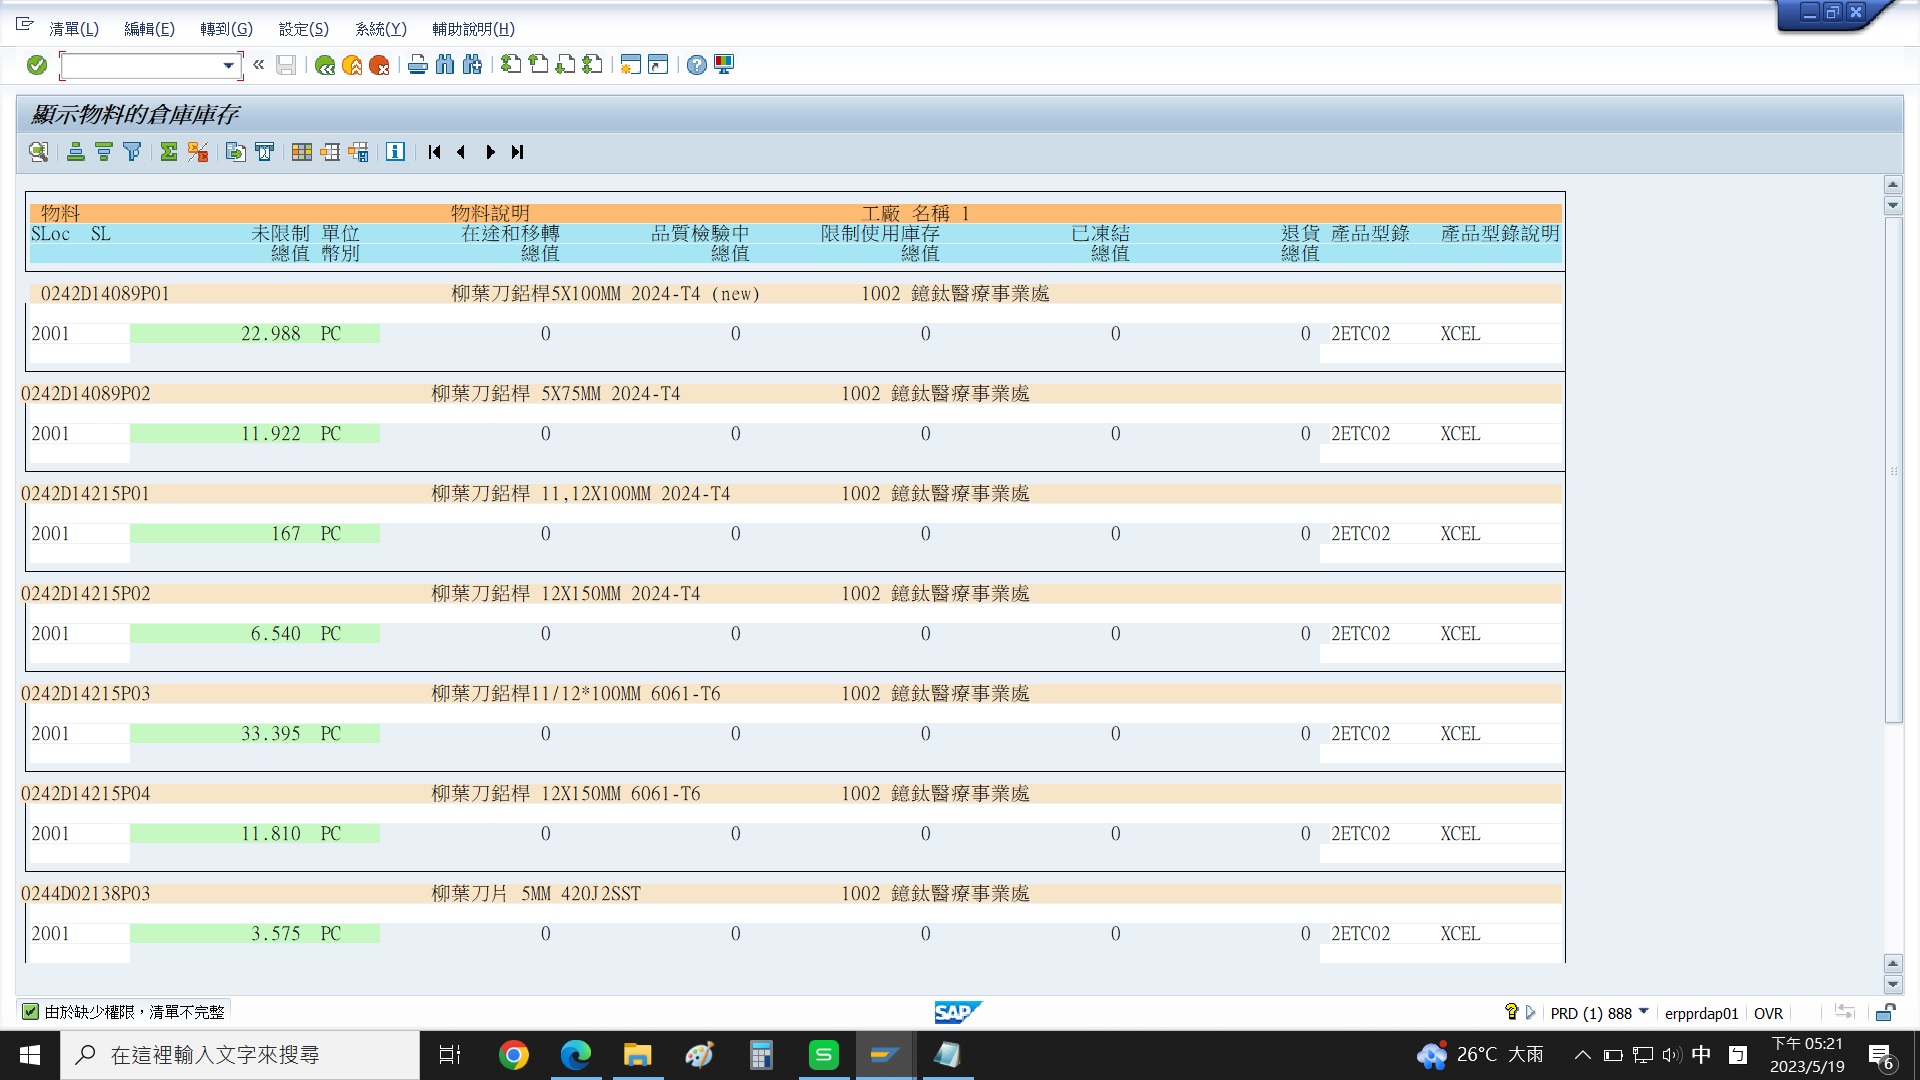 清單(L) 編輯(E) 轉到(G) 設定(S) 系統(Y) 輔助說明(H)
顯示物料的倉庫庫存
物料 物料說明 工廠 名稱 1
SLoc SL 未限制 單位 在途和移轉 品質檢驗中 限制使用庫存 已凍結 退貨 產品型錄 產品型錄說明
總值 幣別 總值 總值 總值 總值 總值
0242D14089P01 柳葉刀鋁桿5X100MM 2024-T4 (new) 1002 鐿鈦醫療事業處
2001 22.988 PC 0 0 0 0 0 2ETC02 XCEL
0242D14089P02 柳葉刀鋁桿 5X75MM 2024-T4 1002 鐿鈦醫療事業處
2001 11.922 PC 0 0 0 0 0 2ETC02 XCEL
0242D14215P01 柳葉刀鋁桿 11,12X100MM 2024-T4 1002 鐿鈦醫療事業處
2001 167 PC 0 0 0 0 0 2ETC02 XCEL
0242D14215P02 柳葉刀鋁桿 12X150MM 2024-T4 1002 鐿鈦醫療事業處
2001 6.540 PC 0 0 0 0 0 2ETC02 XCEL
0242D14215P03 柳葉刀鋁桿11/12*100MM 6061-T6 1002 鐿鈦醫療事業處
2001 33.395 PC 0 0 0 0 0 2ETC02 XCEL
0242D14215P04 柳葉刀鋁桿 12X150MM 6061-T6 1002 鐿鈦醫療事業處
2001 11.810 PC 0 0 0 0 0 2ETC02 XCEL
0244D02138P03 柳葉刀片 5MM 420J2SST 1002 鐿鈦醫療事業處
2001 3.575 PC 0 0 0 0 0 2ETC02 XCEL
由於缺少權限，清單不完整 SAP PRD (1) 888 erpprdap01 OVR
在這裡輸入文字來搜尋 S 26°C 大雨 中 ㄅ 下午 05:21
2023/5/19 6